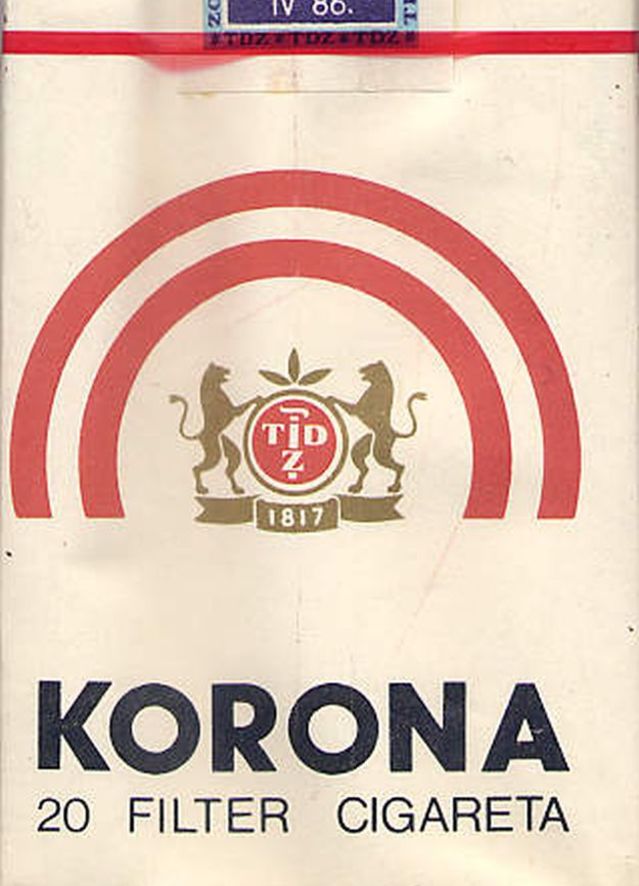 IV 86.
*TDZ*TDZ*TDZ*
TDZ
1817
KORONA
20 FILTER CIGARETA